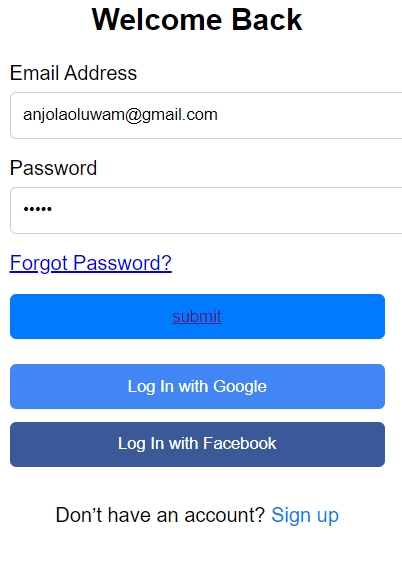 Welcome Back
Email Address
anjolaoluwam@gmail.com
Password
•••••
Forgot Password?
submit
Log In with Google
Log In with Facebook
Don’t have an account? Sign up